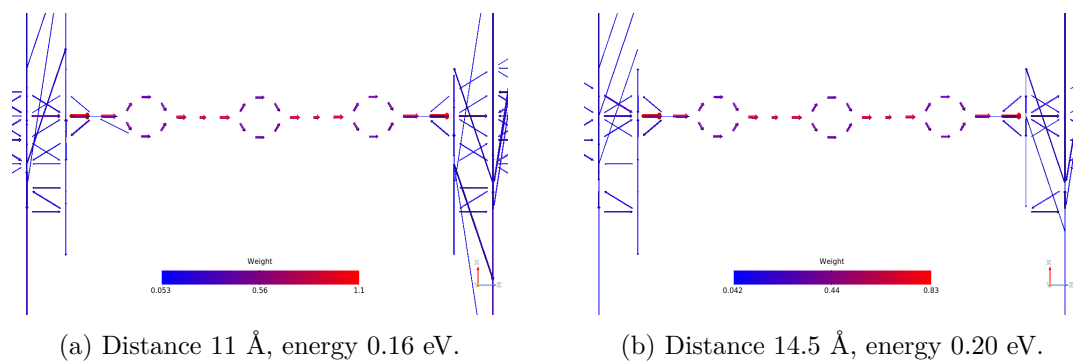 Weight
0.053 0.56 1.1
Weight
0.042 0.44 0.83
(a) Distance 11 Å, energy 0.16 eV.
(b) Distance 14.5 Å, energy 0.20 eV.